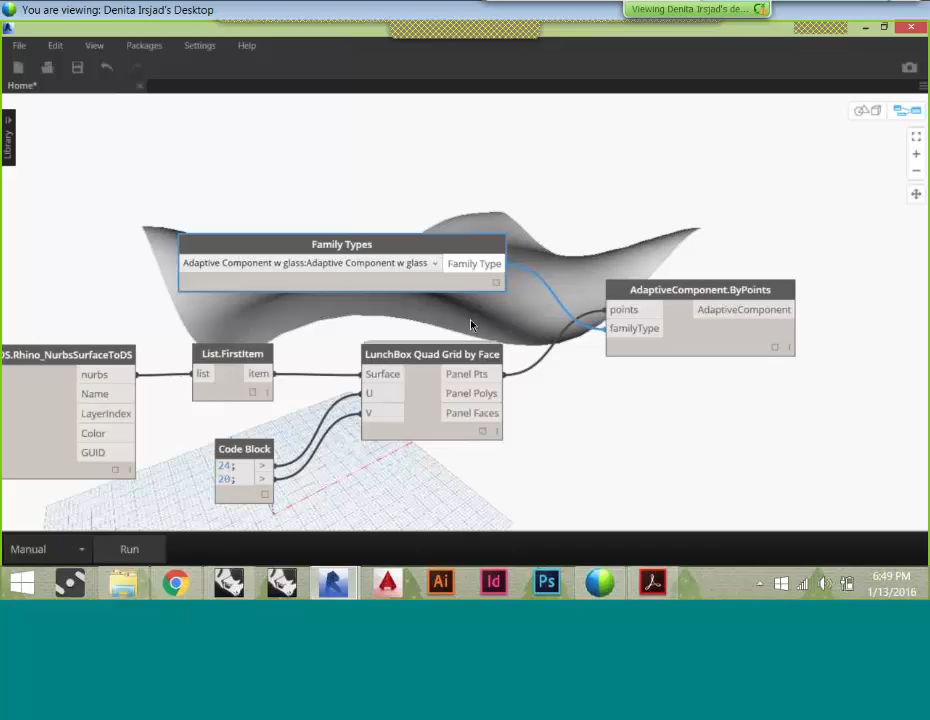 You are viewing: Denita Irsjad's Desktop
Viewing Denita Irsjad's de...
File Edit View Packages Settings Help
Home*
Library
Family Types
Adaptive Component w glass:Adaptive Component w glass
Family Type
AdaptiveComponent.ByPoints
points
AdaptiveComponent
familyType
DS.Rhino_NurbsSurfaceToDS
nurbs
Name
LayerIndex
Color
GUID
List.FirstItem
list
item
LunchBox Quad Grid by Face
Surface
Panel Pts
U
Panel Polys
V
Panel Faces
Code Block
24; >
20; >
Manual
Run
Ai
Id
Ps
6:49 PM
1/13/2016